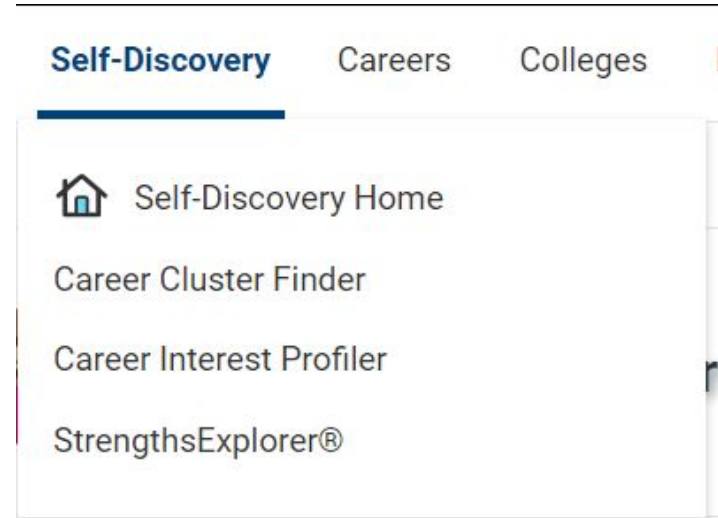 Self-Discovery Careers Colleges
Self-Discovery Home
Career Cluster Finder
Career Interest Profiler
StrengthsExplorer®